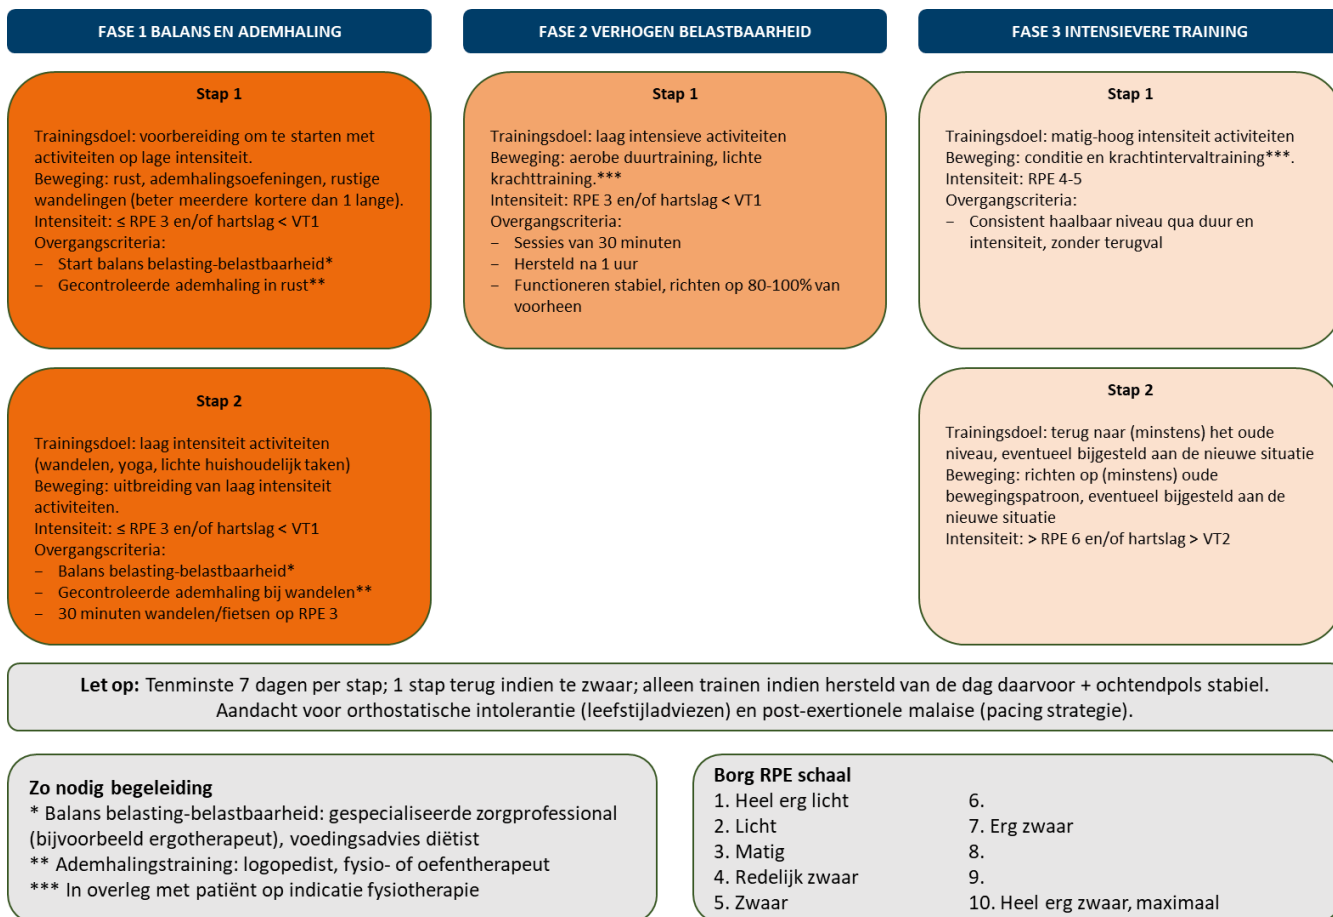 FASE 1 BALANS EN ADEMHALING
Stap 1
Trainingsdoel: voorbereiding om te starten met
activiteiten op lage intensiteit.
Beweging: rust, ademhalingsoefeningen, rustige
wandelingen (beter meerdere kortere dan 1 lange).
Intensiteit: ≤ RPE 3 en/of hartslag < VT1
Overgangscriteria:
− Start balans belasting-belastbaarheid*
− Gecontroleerde ademhaling in rust**
Stap 2
Trainingsdoel: laag intensiteit activiteiten
(wandelen, yoga, lichte huishoudelijk taken)
Beweging: uitbreiding van laag intensiteit
activiteiten.
Intensiteit: ≤ RPE 3 en/of hartslag < VT1
Overgangscriteria:
− Balans belasting-belastbaarheid*
− Gecontroleerde ademhaling bij wandelen**
− 30 minuten wandelen/fietsen op RPE 3
FASE 2 VERHOGEN BELASTBAARHEID
Stap 1
Trainingsdoel: laag intensieve activiteiten
Beweging: aerobe duurtraining, lichte
krachttraining.***
Intensiteit: RPE 3 en/of hartslag < VT1
Overgangscriteria:
− Sessies van 30 minuten
− Hersteld na 1 uur
− Functioneren stabiel, richten op 80-100% van
voorheen
FASE 3 INTENSIEVERE TRAINING
Stap 1
Trainingsdoel: matig-hoog intensiteit activiteiten
Beweging: conditie en krachtintervaltraining***.
Intensiteit: RPE 4-5
Overgangscriteria:
− Consistent haalbaar niveau qua duur en
intensiteit, zonder terugval
Stap 2
Trainingsdoel: terug naar (minstens) het oude
niveau, eventueel bijgesteld aan de nieuwe situatie
Beweging: richten op (minstens) oude
bewegingspatroon, eventueel bijgesteld aan de
nieuwe situatie
Intensiteit: > RPE 6 en/of hartslag > VT2
Let op: Tenminste 7 dagen per stap; 1 stap terug indien te zwaar; alleen trainen indien hersteld van de dag daarvoor + ochtendpols stabiel.
Aandacht voor orthostatische intolerantie (leefstijladviezen) en post-exertionele malaise (pacing strategie).
Zo nodig begeleiding
* Balans belasting-belastbaarheid: gespecialiseerde zorgprofessional
(bijvoorbeeld ergotherapeut), voedingsadvies diëtist
** Ademhalingstraining: logopedist, fysio- of oefentherapeut
*** In overleg met patiënt op indicatie fysiotherapie
Borg RPE schaal
1. Heel erg licht
2. Licht
3. Matig
4. Redelijk zwaar
5. Zwaar
6.
7. Erg zwaar
8.
9.
10. Heel erg zwaar, maximaal